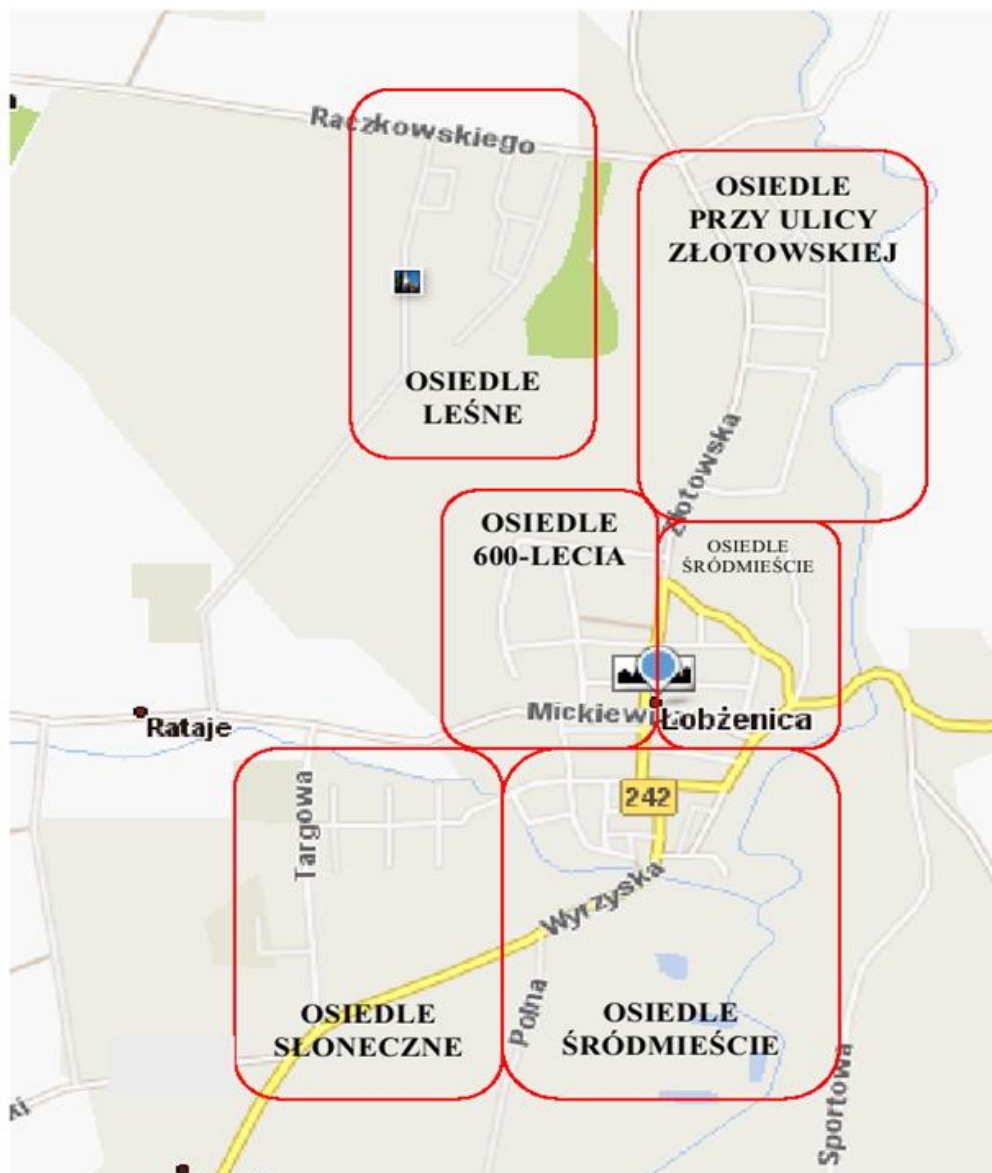 Raczkowskiego
OSIEDLE
PRZY ULICY
ZŁOTOWSKIEJ
OSIEDLE
LEŚNE
Złotowska
OSIEDLE
600-LECIA
OSIEDLE
ŚRÓDMIEŚCIE
Rataje
Mickiewi
Łobżenica
Targowa
242
Wyrzyska
Polna
OSIEDLE
SŁONECZNE
OSIEDLE
ŚRÓDMIEŚCIE
Sportowa